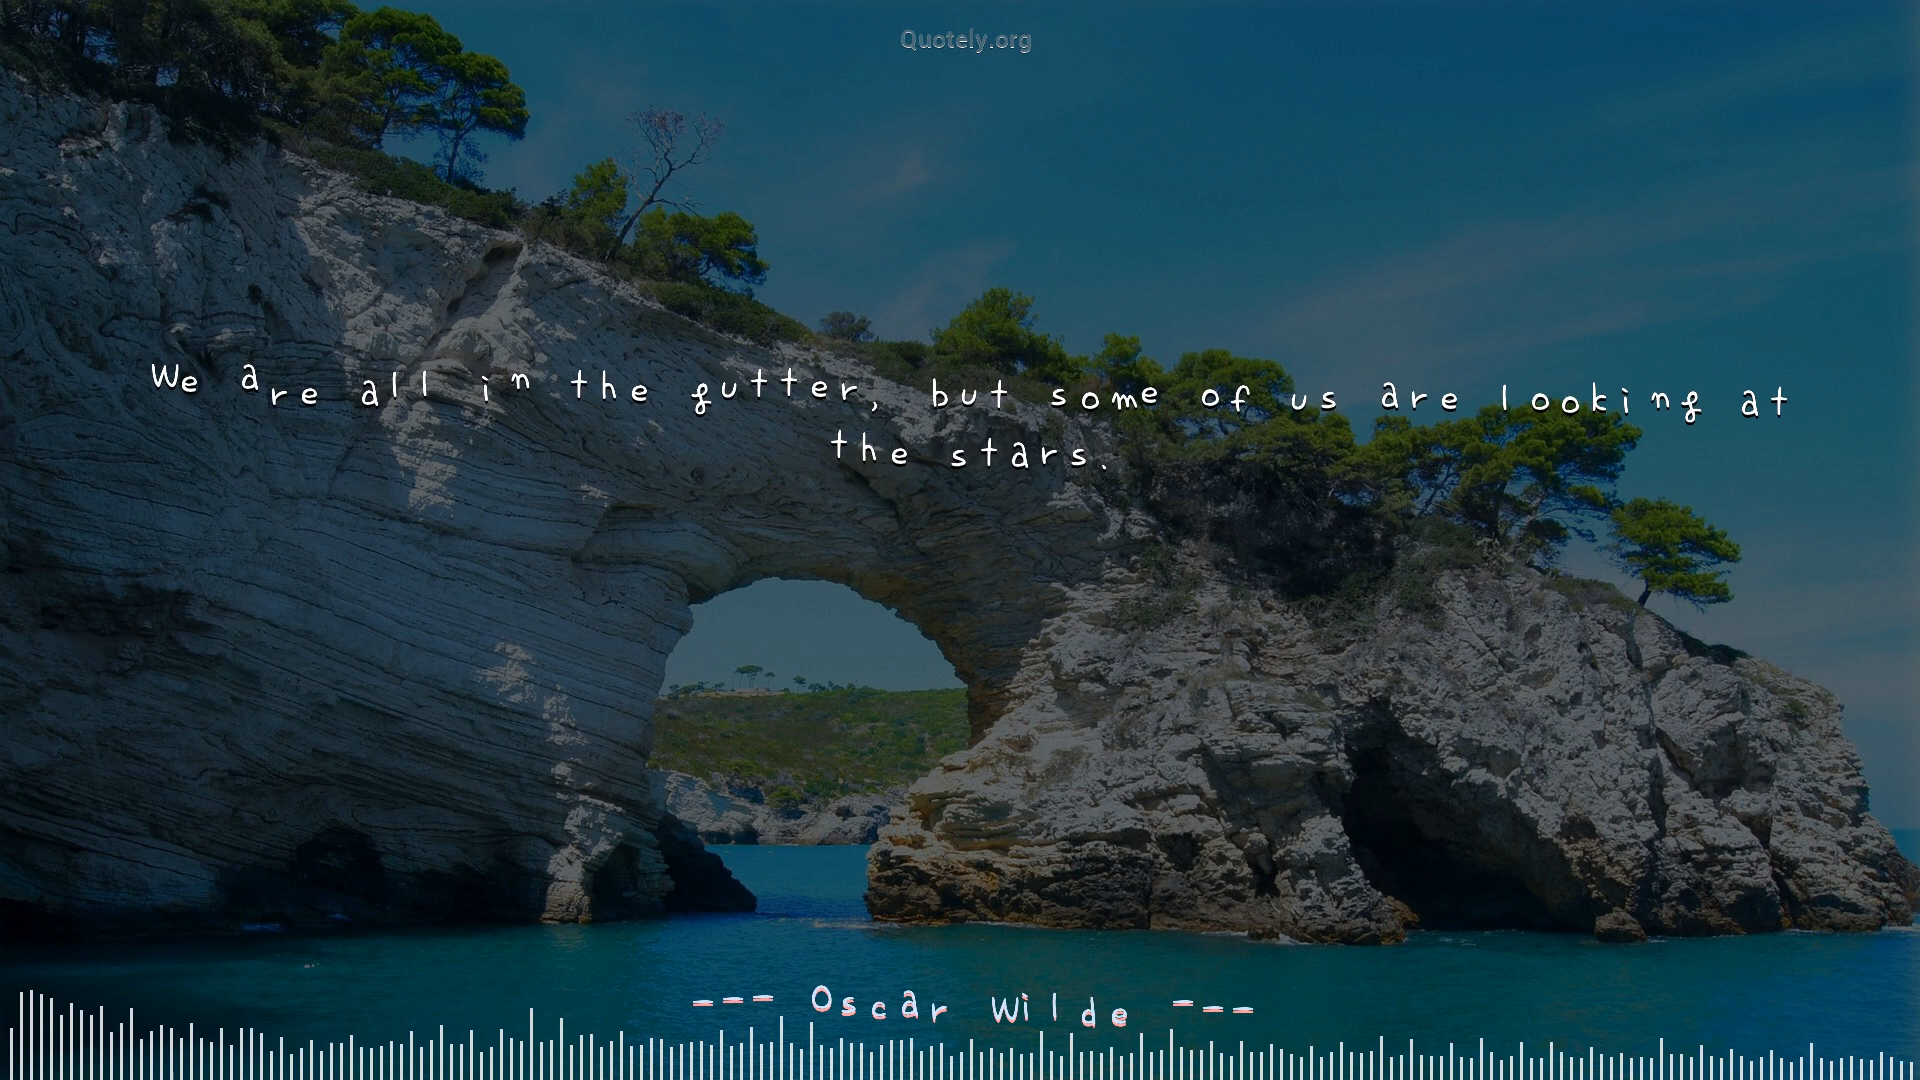 Quotely.org
We are all in the gutter, but some of us are looking at
the stars.
--- Oscar Wilde ---